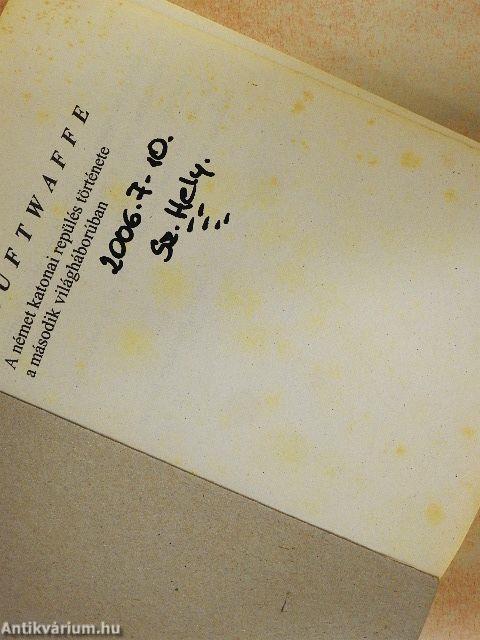 UFTWAFFE
A német katonai repülés története
a második világháborúban
2006.7-10.
Sz. Hely.
Antikvárium.hu